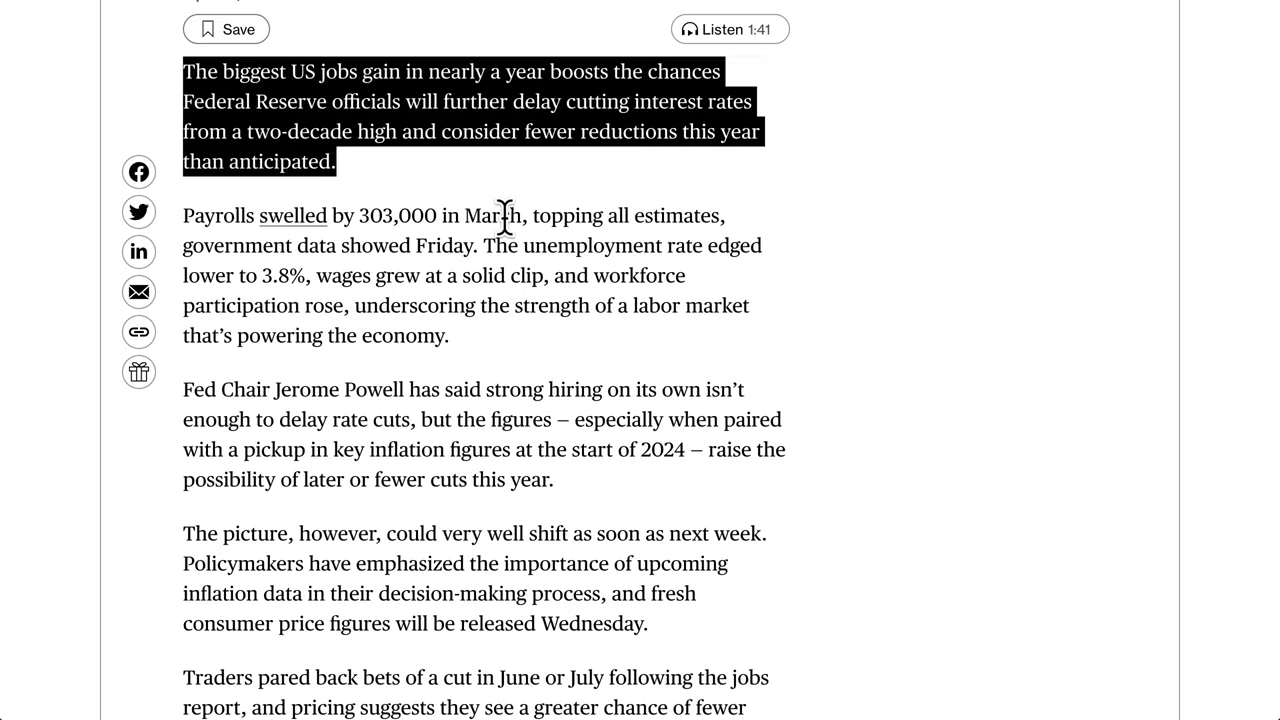 Save
Listen 1:41
The biggest US jobs gain in nearly a year boosts the chances
Federal Reserve officials will further delay cutting interest rates
from a two-decade high and consider fewer reductions this year
than anticipated.
Payrolls swelled by 303,000 in March, topping all estimates,
government data showed Friday. The unemployment rate edged
lower to 3.8%, wages grew at a solid clip, and workforce
participation rose, underscoring the strength of a labor market
that’s powering the economy.
Fed Chair Jerome Powell has said strong hiring on its own isn’t
enough to delay rate cuts, but the figures — especially when paired
with a pickup in key inflation figures at the start of 2024 — raise the
possibility of later or fewer cuts this year.
The picture, however, could very well shift as soon as next week.
Policymakers have emphasized the importance of upcoming
inflation data in their decision-making process, and fresh
consumer price figures will be released Wednesday.
Traders pared back bets of a cut in June or July following the jobs
report, and pricing suggests they see a greater chance of fewer